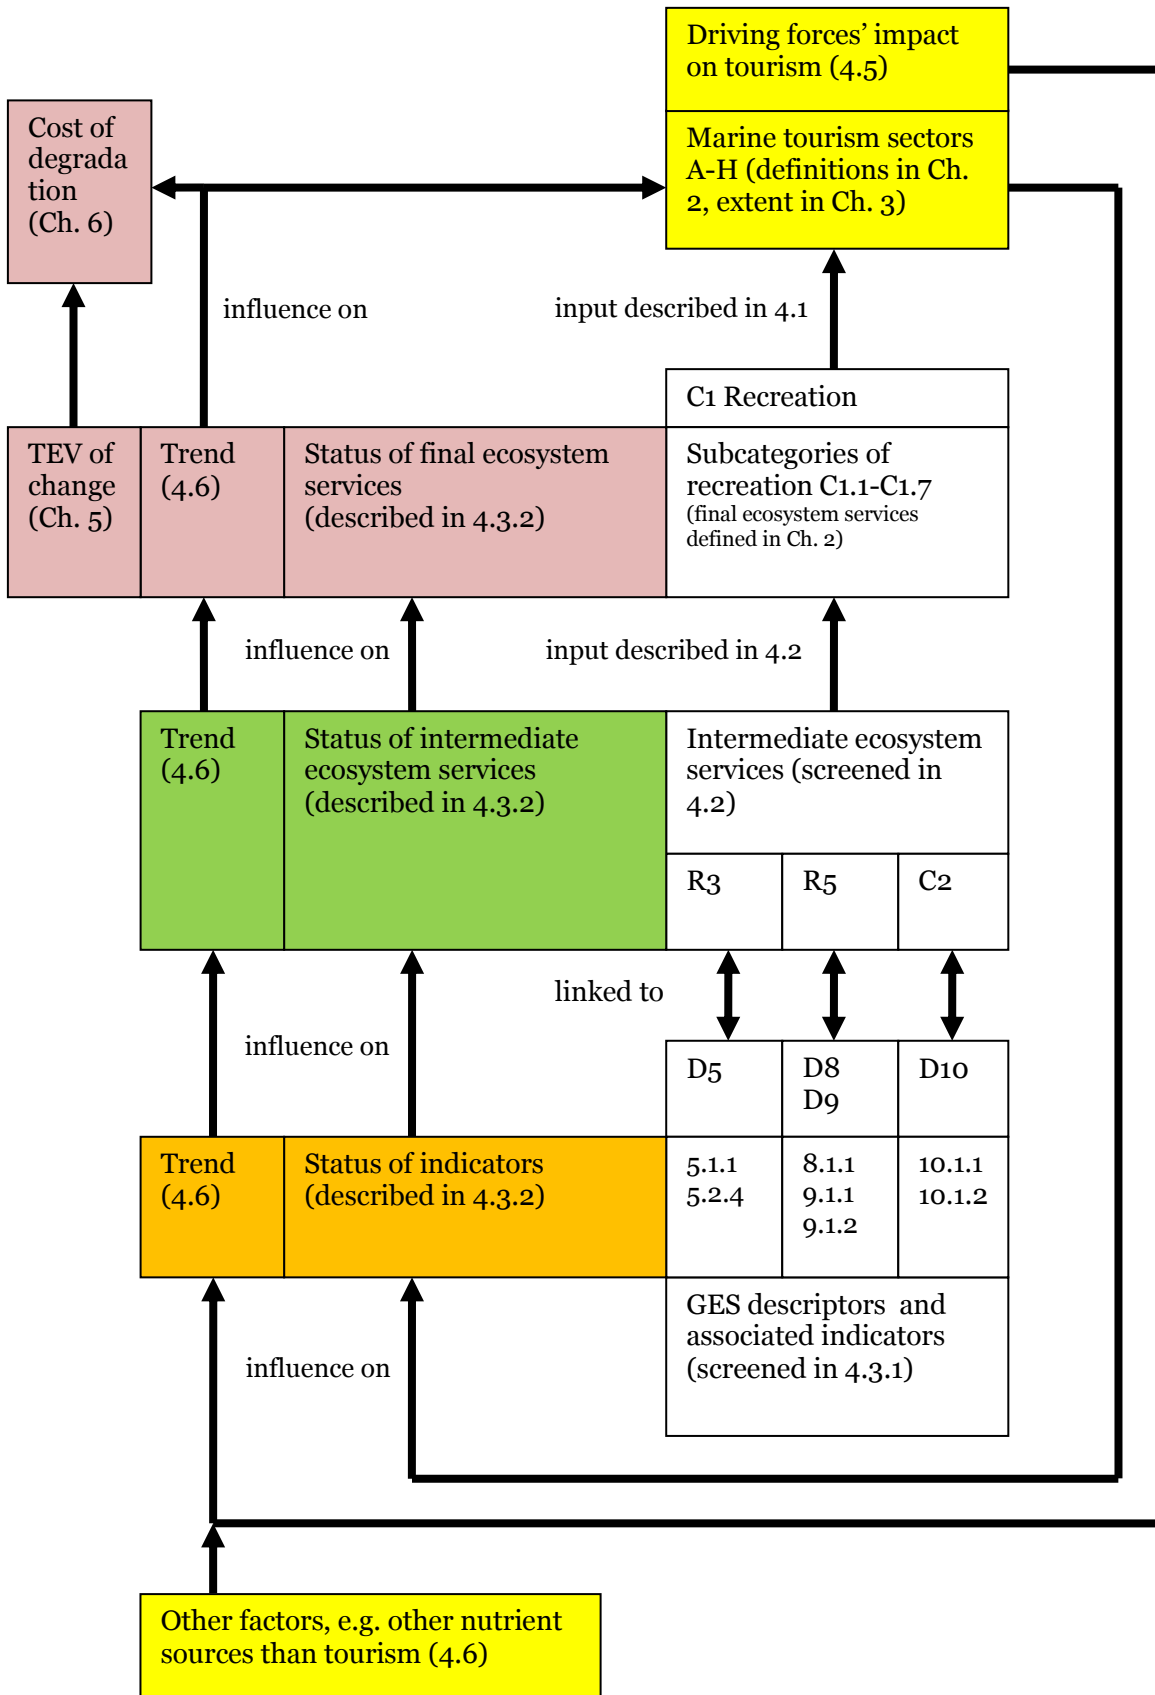 Driving forces’ impact
on tourism (4.5)
Cost of
degrada
tion
(Ch. 6)
Marine tourism sectors
A-H (definitions in Ch.
2, extent in Ch. 3)
influence on
input described in 4.1
C1 Recreation
TEV of
change
(Ch. 5)
Trend
(4.6)
Status of final ecosystem
services
(described in 4.3.2)
Subcategories of
recreation C1.1-C1.7
(final ecosystem services
defined in Ch. 2)
influence on
input described in 4.2
Trend
(4.6)
Status of intermediate
ecosystem services
(described in 4.3.2)
Intermediate ecosystem
services (screened in
4.2)
R3
R5
C2
linked to
influence on
D5
D8
D9
D10
Trend
(4.6)
Status of indicators
(described in 4.3.2)
5.1.1
5.2.4
8.1.1
9.1.1
9.1.2
10.1.1
10.1.2
GES descriptors and
associated indicators
(screened in 4.3.1)
influence on
Other factors, e.g. other nutrient
sources than tourism (4.6)